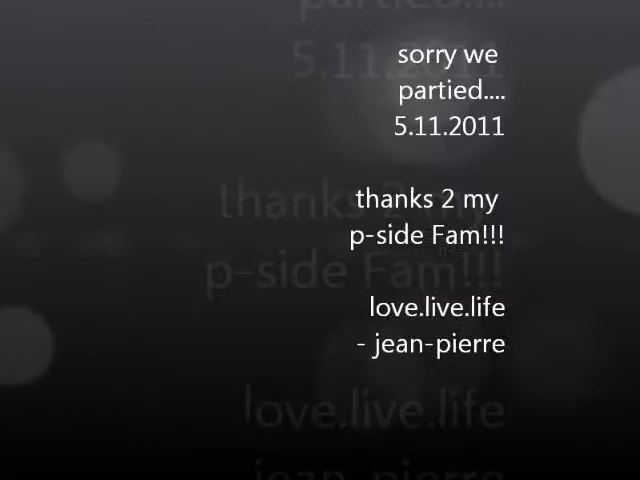 sorry we
partied....
5.11.2011
thanks 2 my
p-side Fam!!!
love.live.life
- jean-pierre